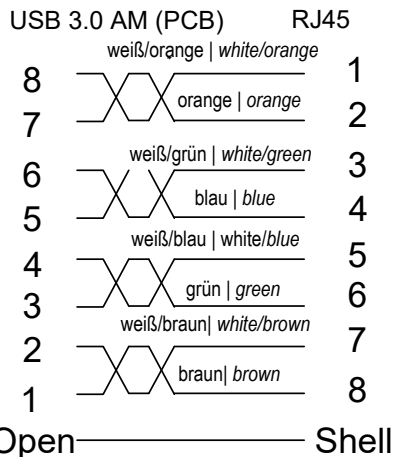 USB 3.0 AM (PCB) RJ45
weiß/orange | white/orange
8 1
orange | orange
7 2
weiß/grün | white/green
6 3
blau | blue
5 4
weiß/blau | white/blue
4 5
grün | green
3 6
weiß/braun| white/brown
2 7
braun| brown
1 8
Open Shell